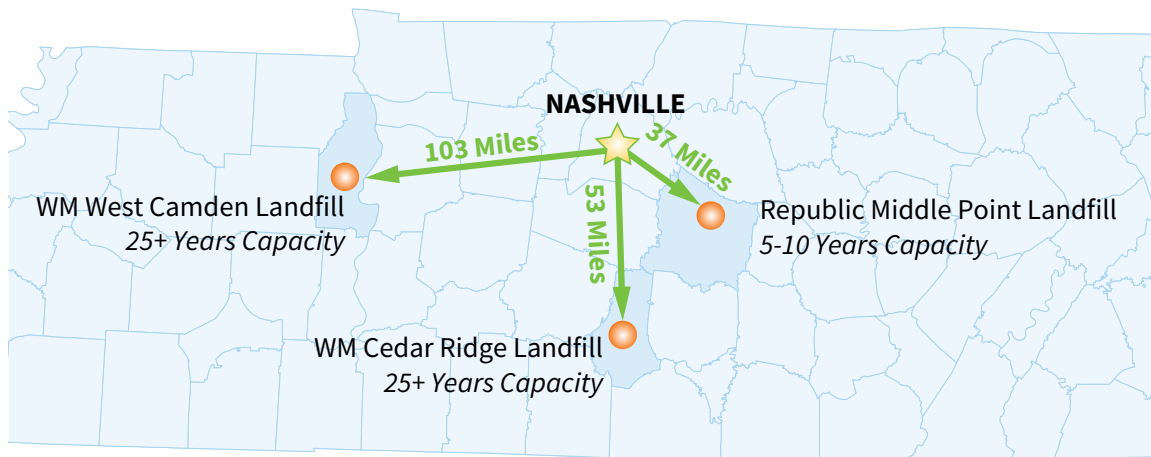 NASHVILLE
103 Miles
37 Miles
53 Miles
WM West Camden Landfill
25+ Years Capacity
Republic Middle Point Landfill
5-10 Years Capacity
WM Cedar Ridge Landfill
25+ Years Capacity